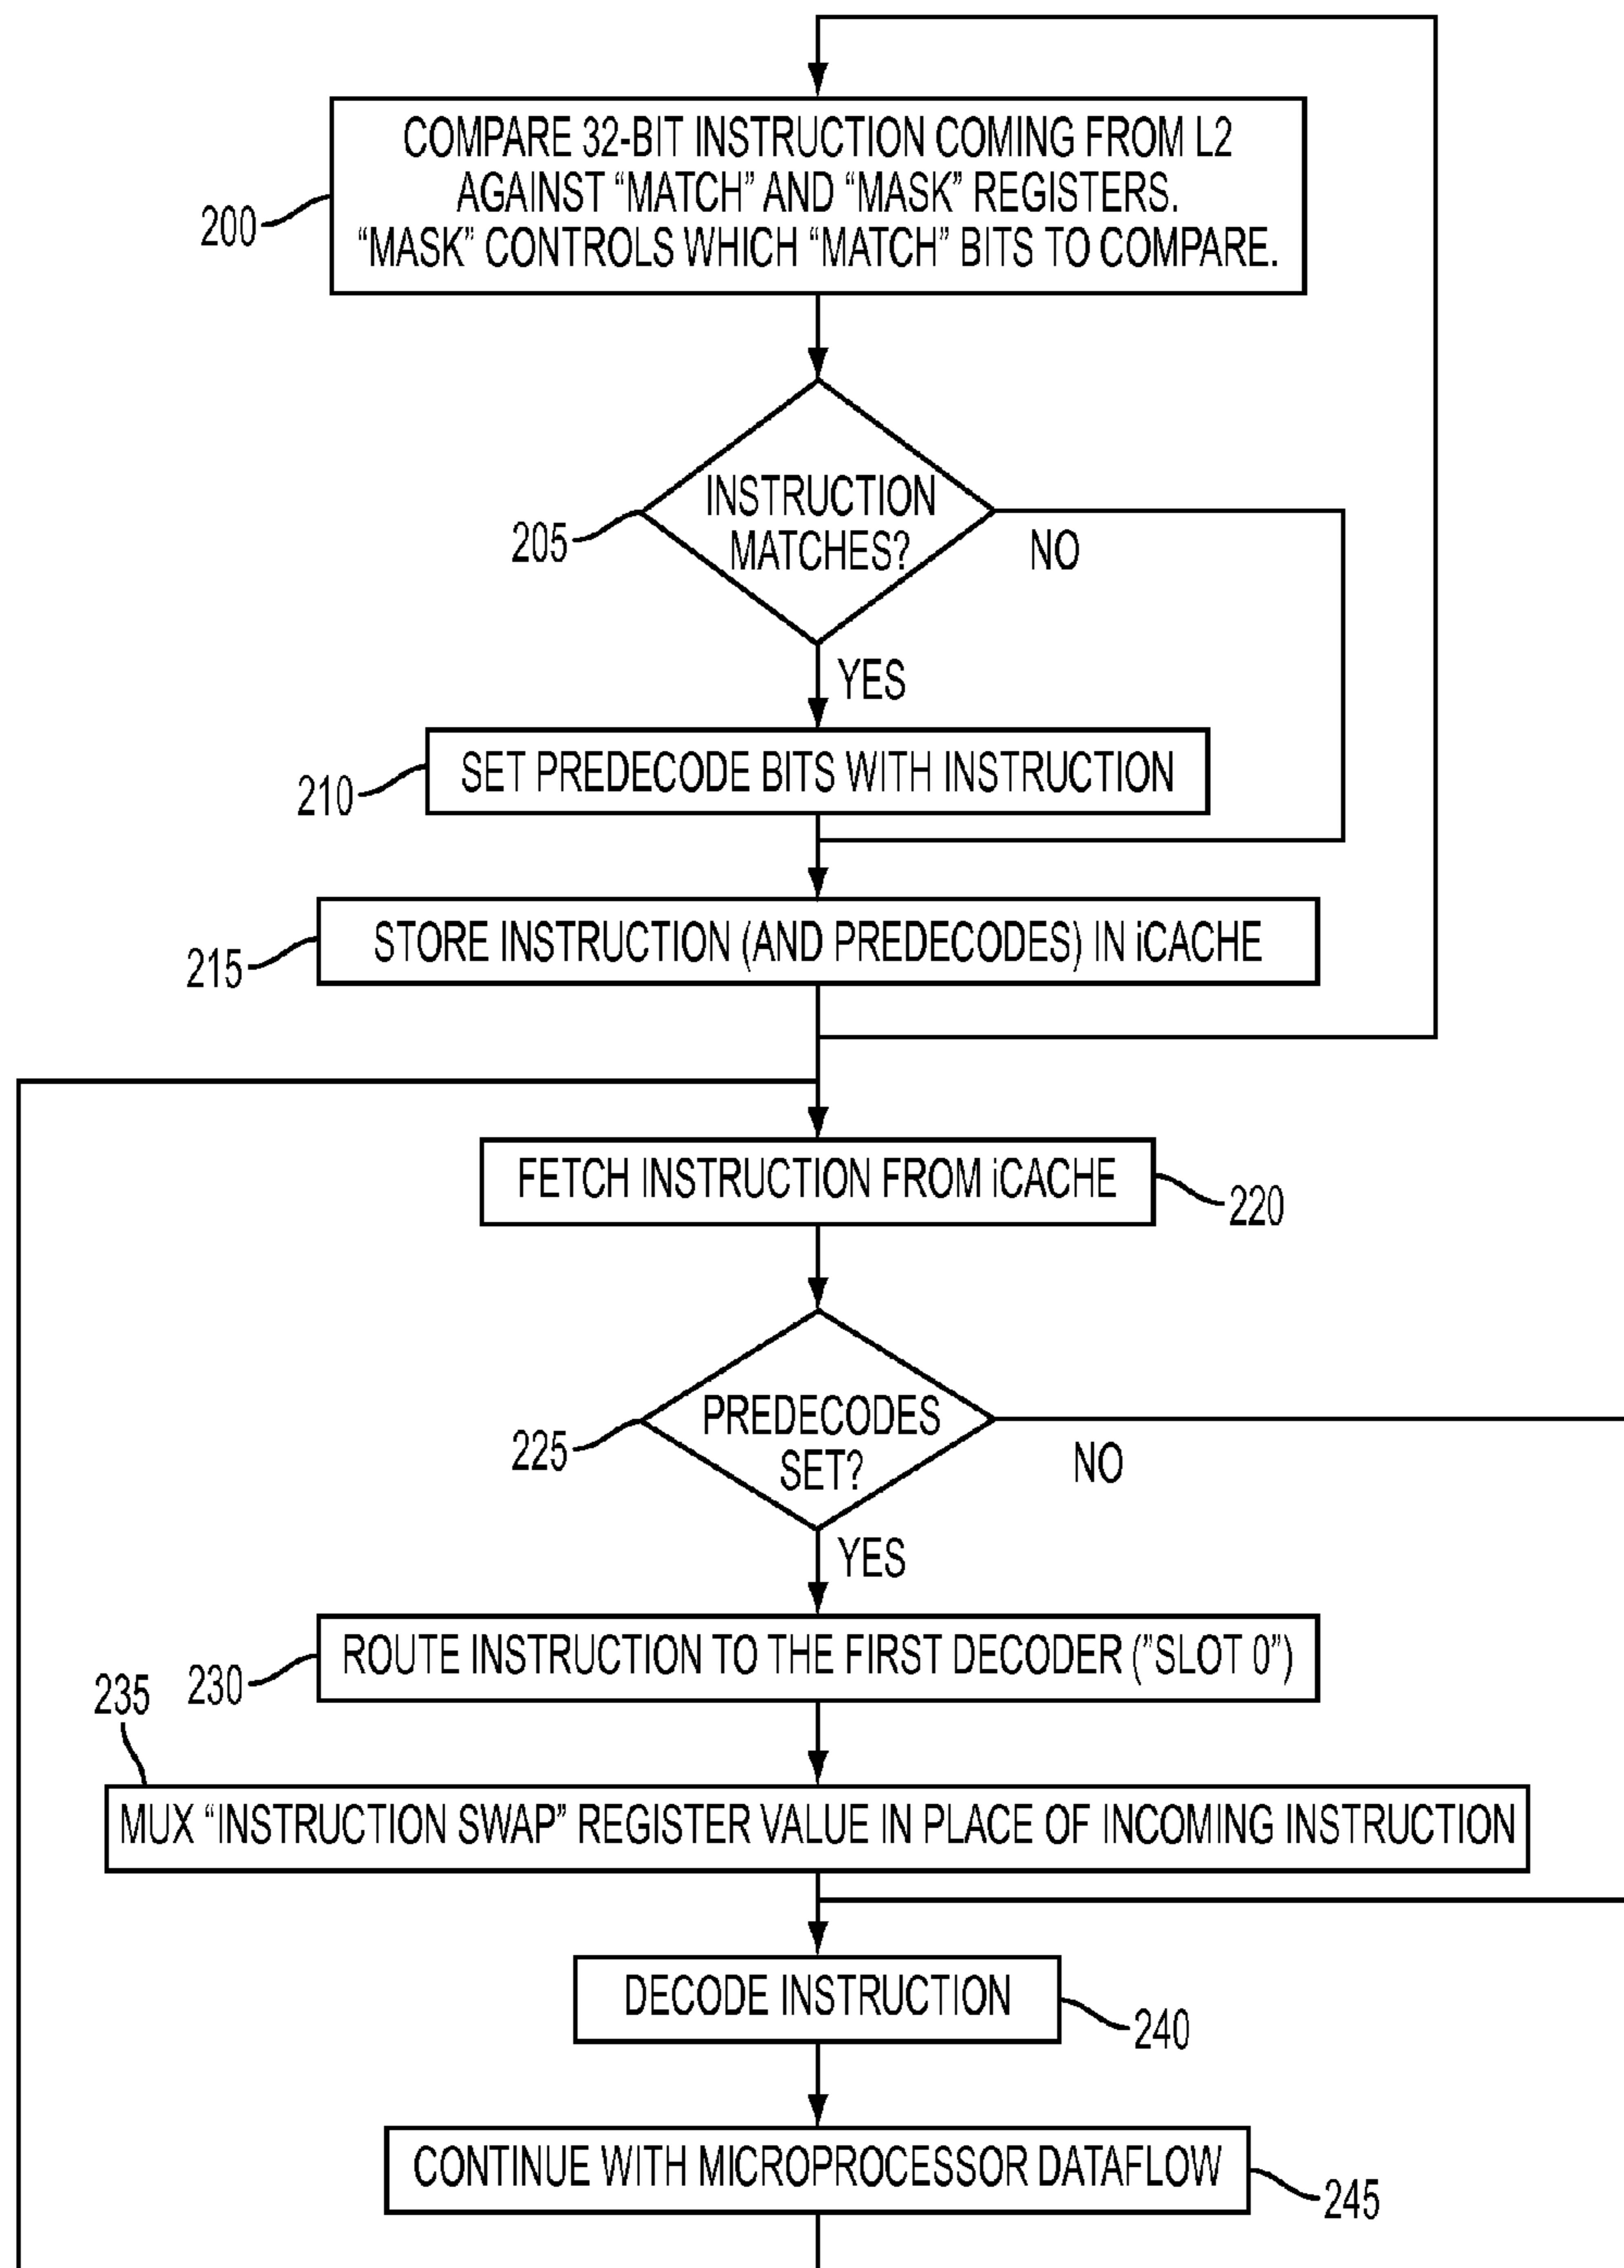 COMPARE 32-BIT INSTRUCTION COMING FROM L2
AGAINST “MATCH” AND “MASK” REGISTERS.
“MASK” CONTROLS WHICH “MATCH” BITS TO COMPARE.
200
INSTRUCTION
MATCHES?
205
NO
YES
SET PREDECODE BITS WITH INSTRUCTION
210
STORE INSTRUCTION (AND PREDECODES) IN iCACHE
215
FETCH INSTRUCTION FROM iCACHE
220
PREDECODES
SET?
225
NO
YES
ROUTE INSTRUCTION TO THE FIRST DECODER (”SLOT 0”)
230
235
MUX “INSTRUCTION SWAP” REGISTER VALUE IN PLACE OF INCOMING INSTRUCTION
DECODE INSTRUCTION
240
CONTINUE WITH MICROPROCESSOR DATAFLOW
245